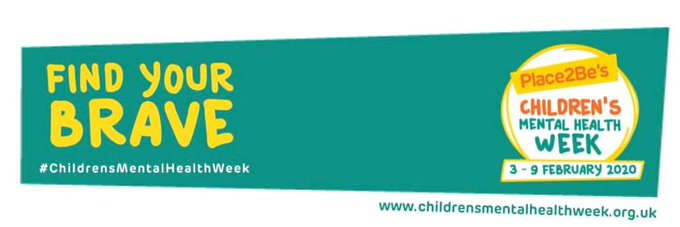 FIND YOUR
BRAVE
#ChildrensMentalHealthWeek
Place2Be's
CHILDREN'S
MENTAL HEALTH
WEEK
3 - 9 FEBRUARY 2020
www.childrensmentalhealthweek.org.uk